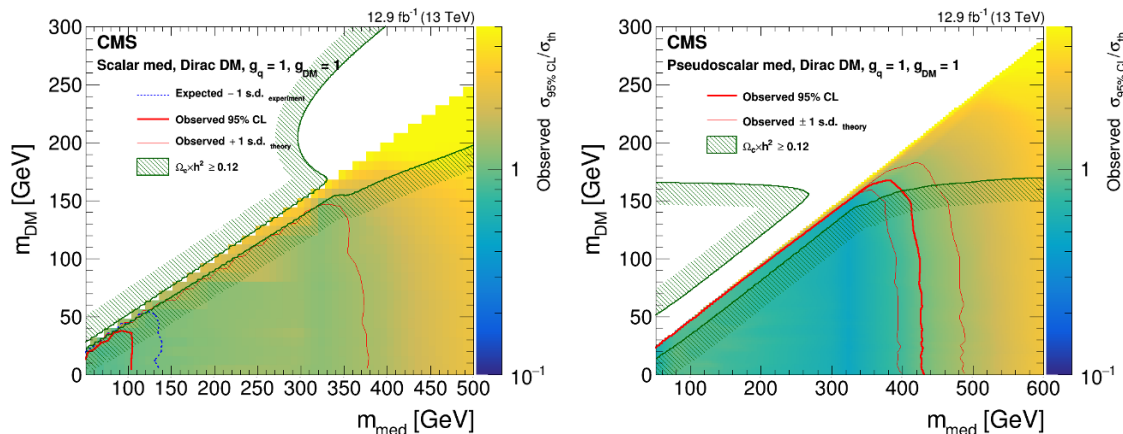 12.9 fb⁻¹ (13 TeV)
CMS
Scalar med, Dirac DM, g_q = 1, g_DM = 1
Expected − 1 s.d. experiment
Observed 95% CL
Observed + 1 s.d. theory
Ω_c×h² ≥ 0.12
m_DM [GeV]
300
250
200
150
100
50
0
100 150 200 250 300 350 400 450 500
m_med [GeV]
Observed σ_95% CL/σ_th
1
10⁻¹
12.9 fb⁻¹ (13 TeV)
CMS
Pseudoscalar med, Dirac DM, g_q = 1, g_DM = 1
Observed 95% CL
Observed ± 1 s.d. theory
Ω_c×h² ≥ 0.12
m_DM [GeV]
300
250
200
150
100
50
0
100 200 300 400 500 600
m_med [GeV]
Observed σ_95% CL/σ_th
1
10⁻¹